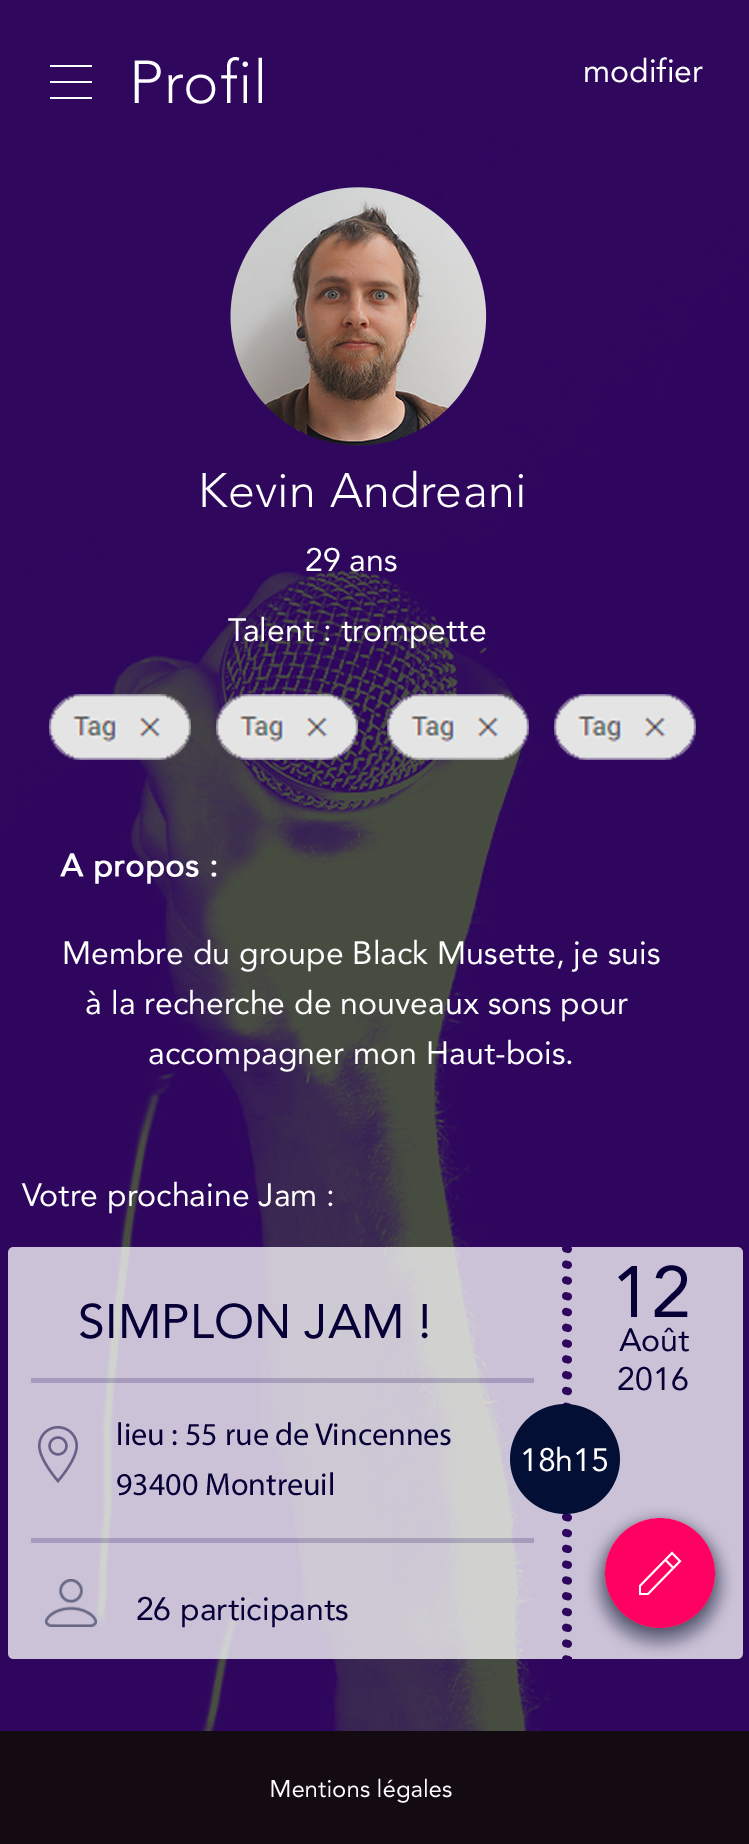 Profil
modifier
Kevin Andreani
29 ans
Talent : trompette
Tag
Tag
Tag
Tag
A propos :
Membre du groupe Black Musette, je suis
à la recherche de nouveaux sons pour
accompagner mon Haut-bois.
Votre prochaine Jam :
SIMPLON JAM !
12
Août
2016
lieu : 55 rue de Vincennes
93400 Montreuil
18h15
26 participants
Mentions légales